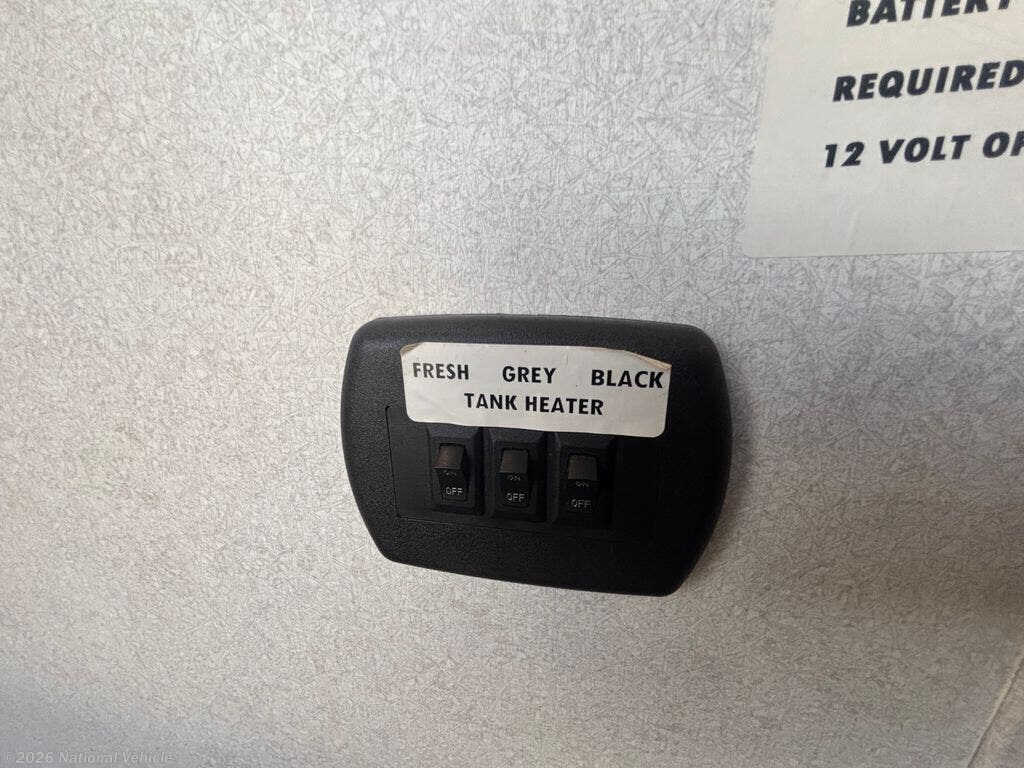 BATTERY
REQUIRED
12 VOLT
FRESH GREY BLACK
TANK HEATER
ON ON ON
OFF OFF OFF
©2026 National Vehicle